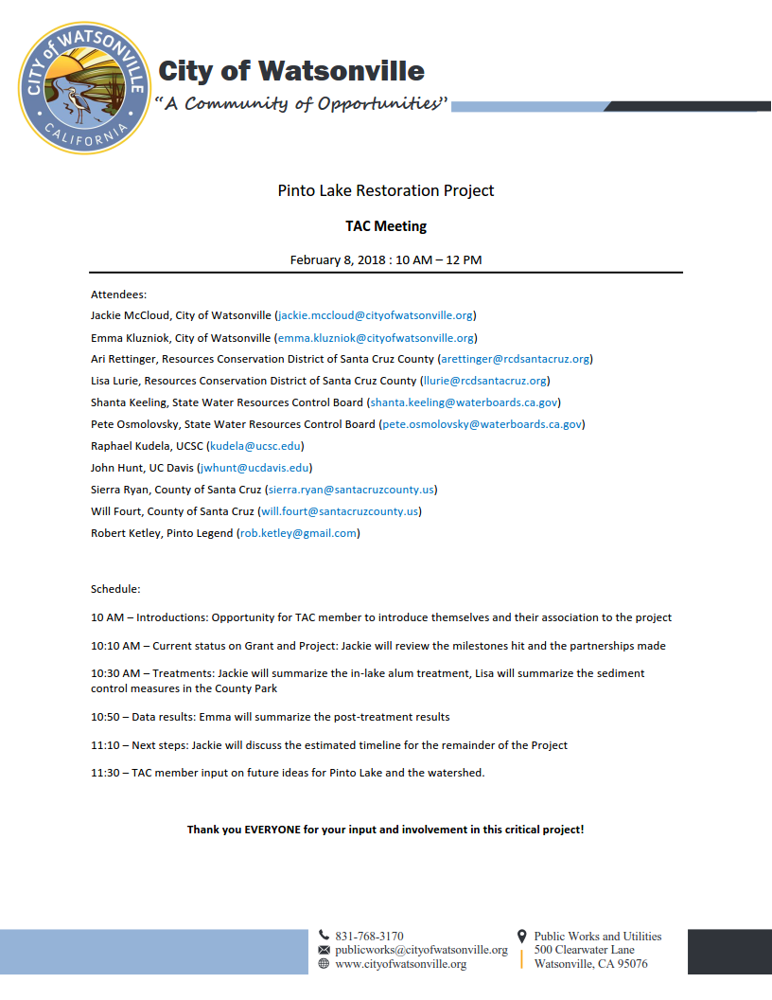 CITY of WATSONVILLE
• CALIFORNIA •
City of Watsonville
“A Community of Opportunities”
Pinto Lake Restoration Project
TAC Meeting
February 8, 2018 : 10 AM – 12 PM
Attendees:
Jackie McCloud, City of Watsonville (jackie.mccloud@cityofwatsonville.org)
Emma Kluzniok, City of Watsonville (emma.kluzniok@cityofwatsonville.org)
Ari Rettinger, Resources Conservation District of Santa Cruz County (arettinger@rcdsantacruz.org)
Lisa Lurie, Resources Conservation District of Santa Cruz County (llurie@rcdsantacruz.org)
Shanta Keeling, State Water Resources Control Board (shanta.keeling@waterboards.ca.gov)
Pete Osmolovsky, State Water Resources Control Board (pete.osmolovsky@waterboards.ca.gov)
Raphael Kudela, UCSC (kudela@ucsc.edu)
John Hunt, UC Davis (jwhunt@ucdavis.edu)
Sierra Ryan, County of Santa Cruz (sierra.ryan@santacruzcounty.us)
Will Fourt, County of Santa Cruz (will.fourt@santacruzcounty.us)
Robert Ketley, Pinto Legend (rob.ketley@gmail.com)
Schedule:
10 AM – Introductions: Opportunity for TAC member to introduce themselves and their association to the project
10:10 AM – Current status on Grant and Project: Jackie will review the milestones hit and the partnerships made
10:30 AM – Treatments: Jackie will summarize the in-lake alum treatment, Lisa will summarize the sediment
control measures in the County Park
10:50 – Data results: Emma will summarize the post-treatment results
11:10 – Next steps: Jackie will discuss the estimated timeline for the remainder of the Project
11:30 – TAC member input on future ideas for Pinto Lake and the watershed.
Thank you EVERYONE for your input and involvement in this critical project!
831-768-3170
publicworks@cityofwatsonville.org
www.cityofwatsonville.org
Public Works and Utilities
500 Clearwater Lane
Watsonville, CA 95076